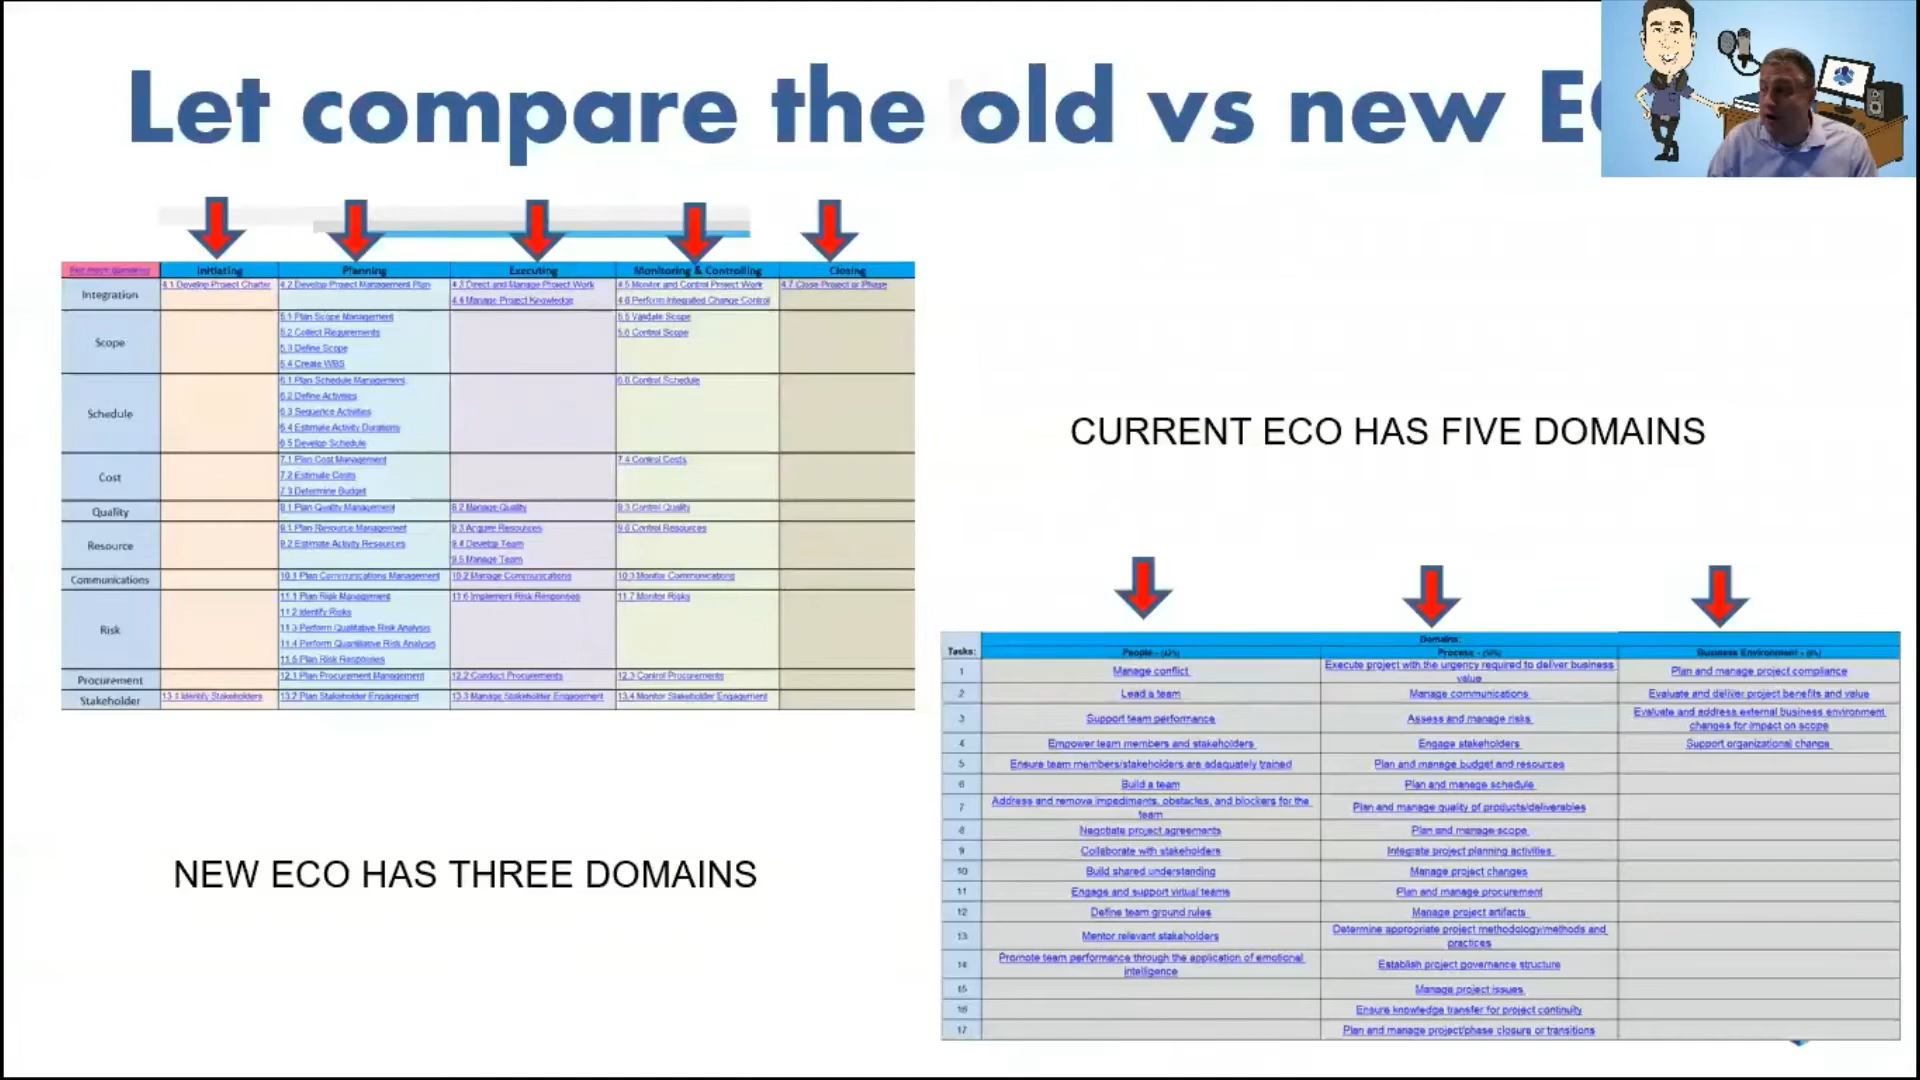 Let compare the old vs new
Initiating Planning Executing Monitoring & Controlling Closing
Integration 4.1 Develop Project Charter 4.2 Develop Project Management Plan 4.3 Direct and Manage Project Work 4.5 Monitor and Control Project Work 4.7 Close Project or Phase
4.4 Manage Project Knowledge 4.6 Perform Integrated Change Control
Scope 5.1 Plan Scope Management 5.5 Validate Scope
5.2 Collect Requirements 5.6 Control Scope
5.3 Define Scope
5.4 Create WBS
Schedule 6.1 Plan Schedule Management 6.6 Control Schedule
6.2 Define Activities
6.3 Sequence Activities
6.4 Estimate Activity Durations
6.5 Develop Schedule
Cost 7.1 Plan Cost Management 7.4 Control Costs
7.2 Estimate Costs
7.3 Determine Budget
Quality 8.1 Plan Quality Management 8.2 Manage Quality 8.3 Control Quality
Resource 9.1 Plan Resource Management 9.3 Acquire Resources 9.6 Control Resources
9.2 Estimate Activity Resources 9.4 Develop Team
9.5 Manage Team
Communications 10.1 Plan Communications Management 10.2 Manage Communications 10.3 Monitor Communications
Risk 11.1 Plan Risk Management 11.6 Implement Risk Responses 11.7 Monitor Risks
11.2 Identify Risks
11.3 Perform Qualitative Risk Analysis
11.4 Perform Quantitative Risk Analysis
11.5 Plan Risk Responses
Procurement 12.1 Plan Procurement Management 12.2 Conduct Procurements 12.3 Control Procurements
Stakeholder 13.1 Identify Stakeholders 13.2 Plan Stakeholder Engagement 13.3 Manage Stakeholder Engagement 13.4 Monitor Stakeholder Engagement
CURRENT ECO HAS FIVE DOMAINS
NEW ECO HAS THREE DOMAINS
Domains:
Tasks: People - (42%) Process - (50%) Business Environment - (8%)
1 Manage conflict Execute project with the urgency required to deliver business Plan and manage project compliance
value
2 Lead a team Manage communications Evaluate and deliver project benefits and value
3 Support team performance Assess and manage risks Evaluate and address external business environment
changes for impact on scope
4 Empower team members and stakeholders Engage stakeholders Support organizational change
5 Ensure team members/stakeholders are adequately trained Plan and manage budget and resources
6 Build a team Plan and manage schedule
7 Address and remove impediments, obstacles, and blockers for the Plan and manage quality of products/deliverables
team
8 Negotiate project agreements Plan and manage scope
9 Collaborate with stakeholders Integrate project planning activities
10 Build shared understanding Manage project changes
11 Engage and support virtual teams Plan and manage procurement
12 Define team ground rules Manage project artifacts
13 Mentor relevant stakeholders Determine appropriate project methodology/methods and
practices
14 Promote team performance through the application of emotional Establish project governance structure
intelligence
15 Manage project issues
16 Ensure knowledge transfer for project continuity
17 Plan and manage project/phase closure or transitions